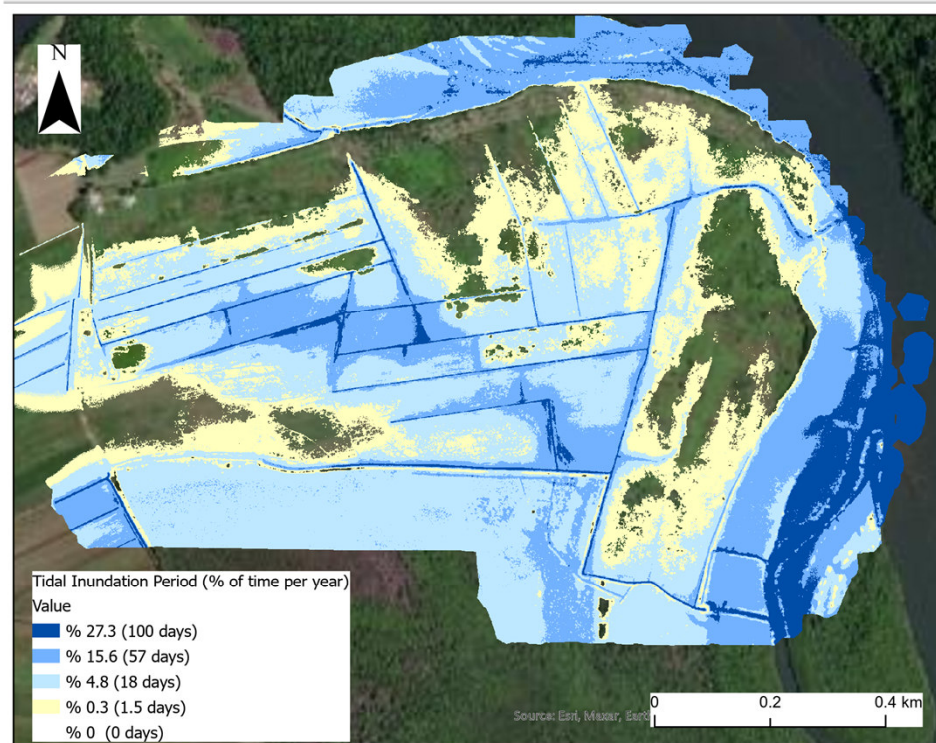 N
Tidal Inundation Period (% of time per year)
Value
% 27.3 (100 days)
% 15.6 (57 days)
% 4.8 (18 days)
% 0.3 (1.5 days)
% 0 (0 days)
Source: Esri, Maxar,
0 0.2 0.4 km